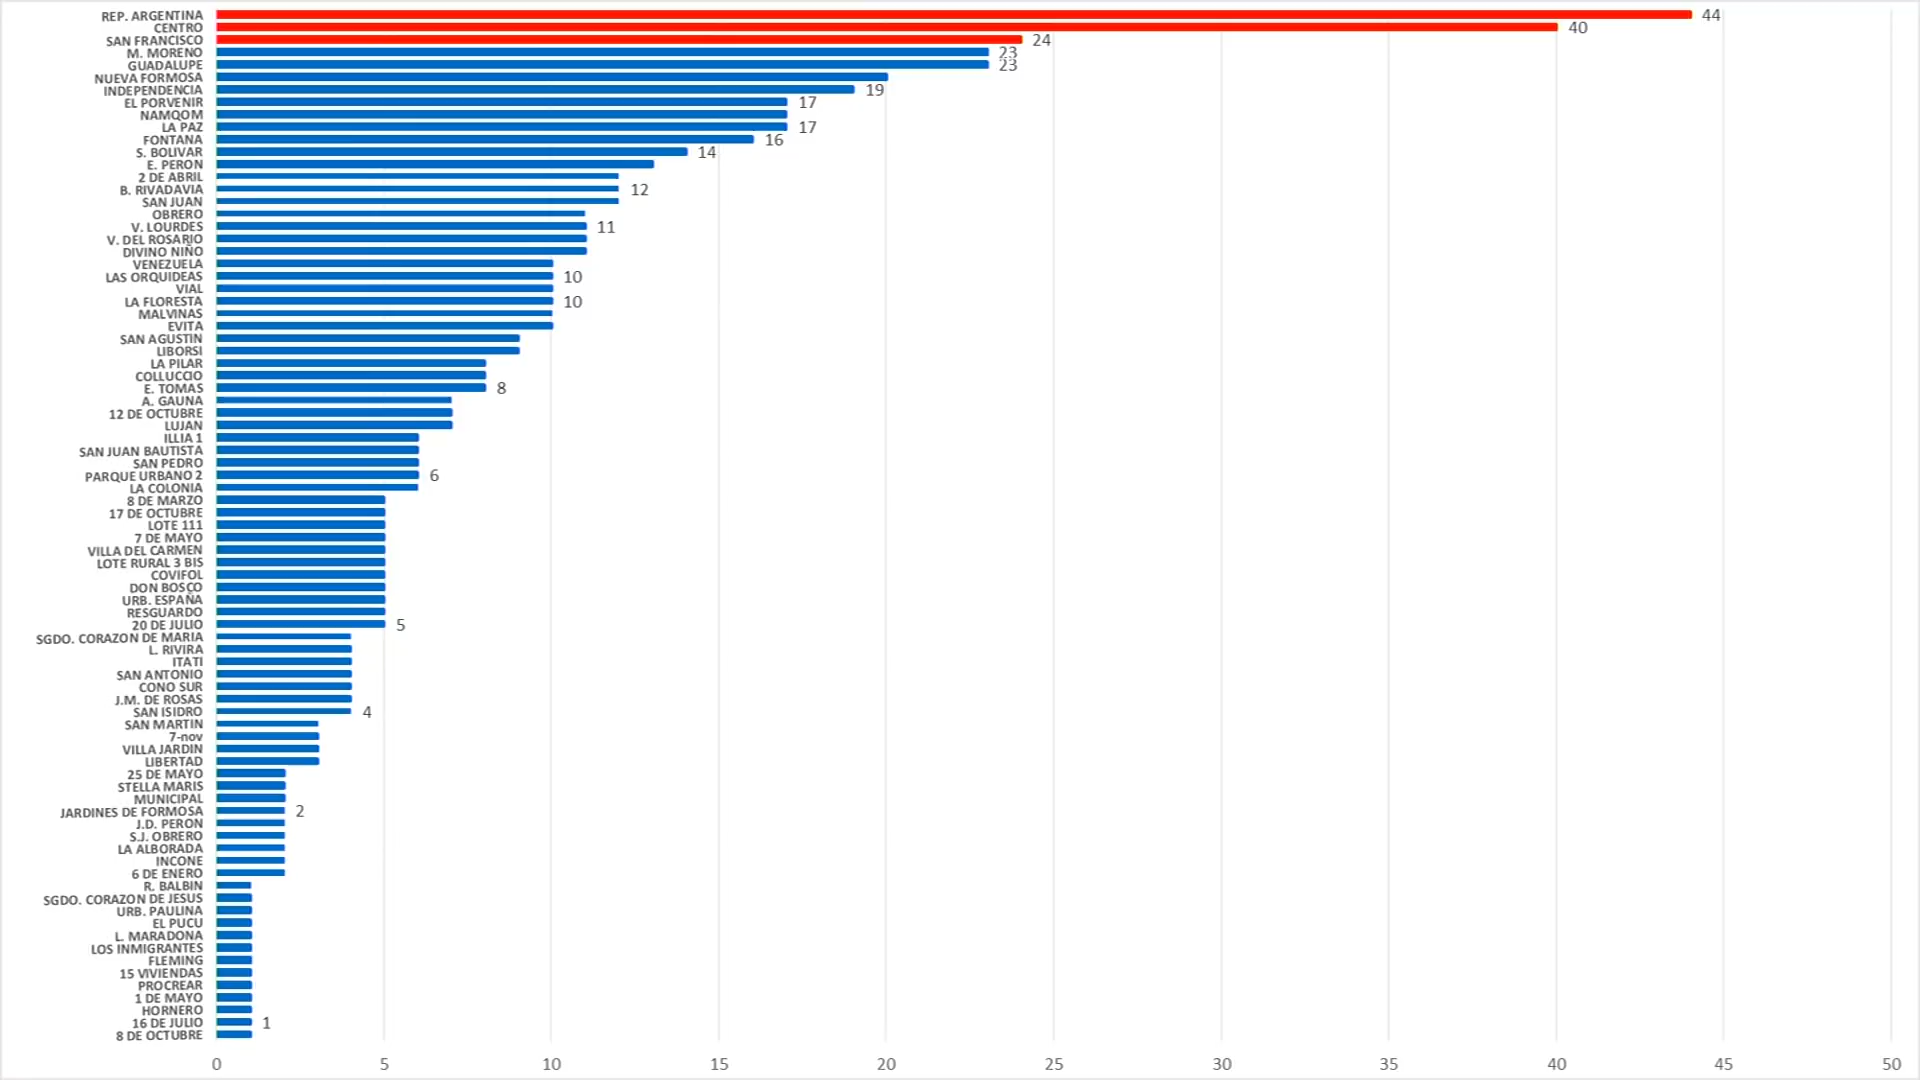 REP. ARGENTINA 44
CENTRO 40
SAN FRANCISCO 24
M. MORENO 23
GUADALUPE 23
NUEVA FORMOSA
INDEPENDENCIA 19
EL PORVENIR 17
NAMQOM
LA PAZ 17
FONTANA 16
S. BOLIVAR 14
E. PERON
2 DE ABRIL
B. RIVADAVIA 12
SAN JUAN
OBRERO
V. LOURDES 11
V. DEL ROSARIO
DIVINO NIÑO
VENEZUELA
LAS ORQUIDEAS 10
VIAL
LA FLORESTA 10
MALVINAS
EVITA
SAN AGUSTIN
LIBORSI
LA PILAR
COLLUCCIO
E. TOMAS 8
A. GAUNA
12 DE OCTUBRE
LUJAN
ILLIA 1
SAN JUAN BAUTISTA
SAN PEDRO
PARQUE URBANO 2 6
LA COLONIA
8 DE MARZO
17 DE OCTUBRE
LOTE 111
7 DE MAYO
VILLA DEL CARMEN
LOTE RURAL 3 BIS
COVIFOL
DON BOSCO
URB. ESPAÑA
RESGUARDO
20 DE JULIO 5
SGDO. CORAZON DE MARIA
L. RIVIRA
ITATI
SAN ANTONIO
CONO SUR
J.M. DE ROSAS
SAN ISIDRO 4
SAN MARTIN
7-nov
VILLA JARDIN
LIBERTAD
25 DE MAYO
STELLA MARIS
MUNICIPAL
JARDINES DE FORMOSA 2
J.D. PERON
S.J. OBRERO
LA ALBORADA
INCONE
6 DE ENERO
R. BALBIN
SGDO. CORAZON DE JESUS
URB. PAULINA
EL PUCU
L. MARADONA
LOS INMIGRANTES
FLEMING
15 VIVIENDAS
PROCREAR
1 DE MAYO
HORNERO
16 DE JULIO 1
8 DE OCTUBRE
0 5 10 15 20 25 30 35 40 45 50